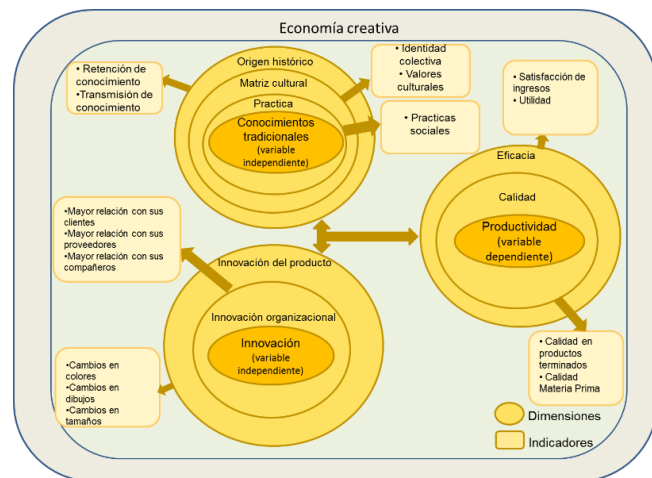 Economía creativa
• Retención de
conocimiento
•Transmisión de
conocimiento
Origen histórico
Matriz cultural
Practica
Conocimientos
tradicionales
(variable
independiente)
• Identidad
colectiva
• Valores
culturales
• Practicas
sociales
• Satisfacción de
ingresos
• Utilidad
Eficacia
Calidad
Productividad
(variable
dependiente)
•Mayor relación con sus
clientes
•Mayor relación con sus
proveedores
•Mayor relación con sus
compañeros
Innovación del producto
Innovación organizacional
Innovación
(variable
independiente)
•Cambios en
colores
•Cambios en
dibujos
•Cambios en
tamaños
• Calidad en
productos
terminados
• Calidad
Materia Prima
Dimensiones
Indicadores